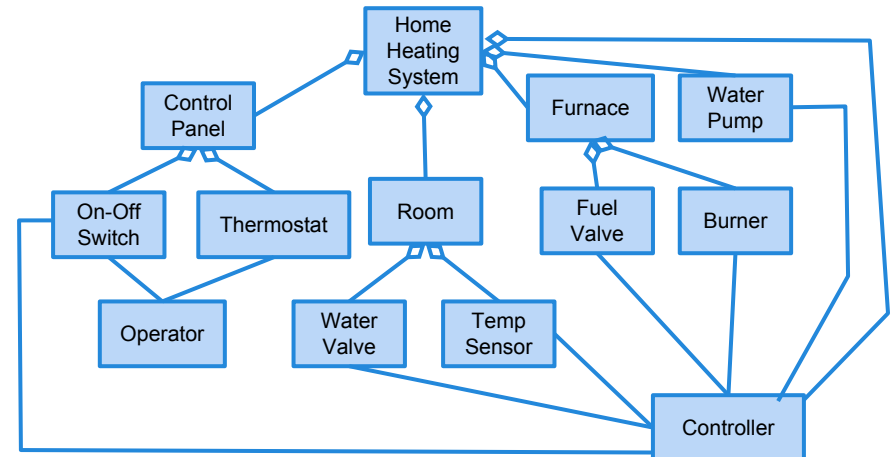 Home
Heating
System
Control
Panel
Furnace
Water
Pump
On-Off
Switch
Thermostat
Room
Fuel
Valve
Burner
Operator
Water
Valve
Temp
Sensor
Controller